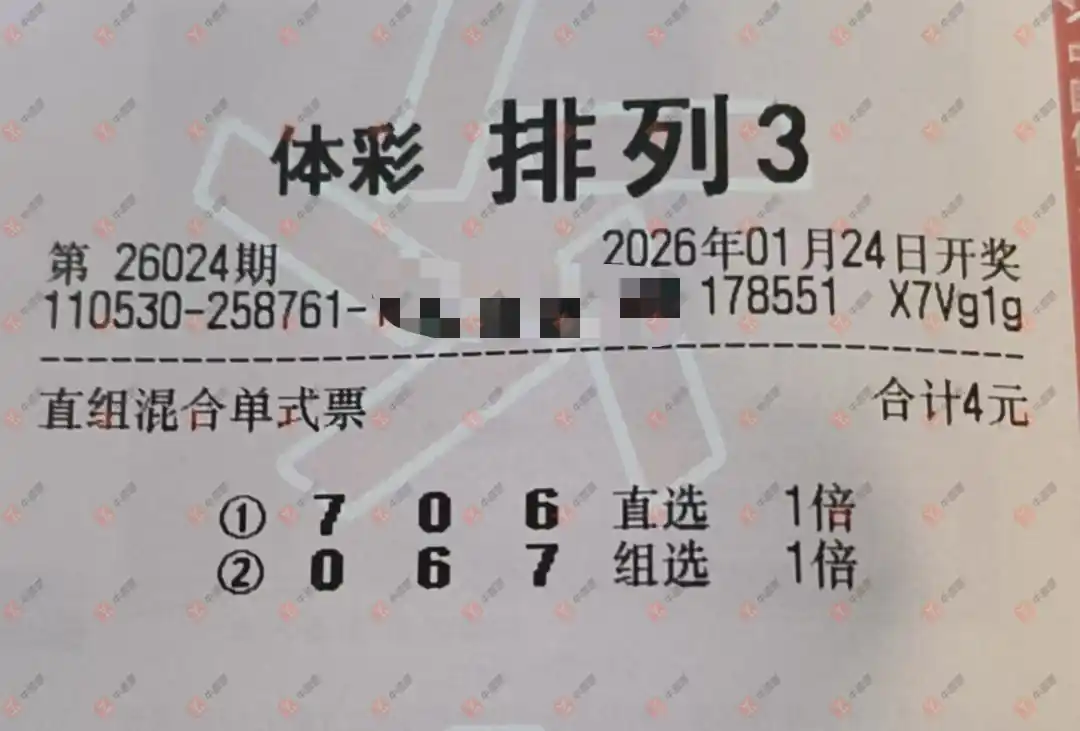 体彩 排列3
第 26024期 2026年01月24日开奖
110530-258761- 178551 X7Vg1g
直组混合单式票 合计4元
① 7 0 6 直选 1倍
② 0 6 7 组选 1倍